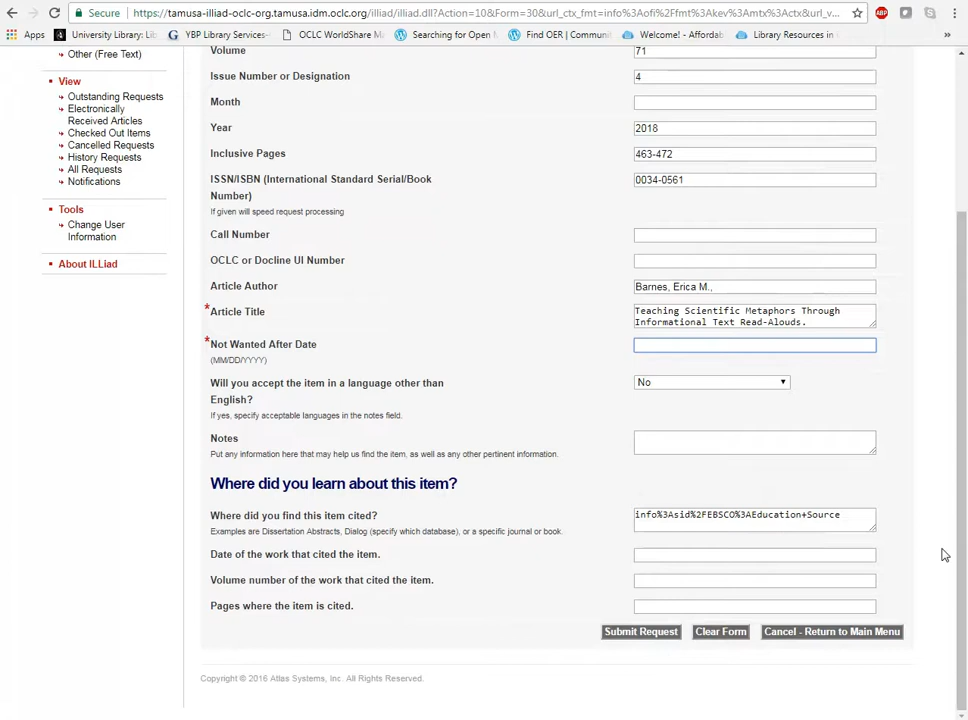 Secure https://tamusa-illiad-oclc-org.tamusa.idm.oclc.org/illiad/illiad.dll?Action=10&Form=30&url_ctx_fmt=info%3Aofi%2Ffmt%3Akev%3Amtx%3Actx&url_v...
Apps University Library: Lib YBP Library Services- OCLC WorldShare Ma Searching for Open Find OER | Communit Welcome! - Affordab Library Resources in »
Other (Free Text)
View
Outstanding Requests
Electronically
Received Articles
Checked Out Items
Cancelled Requests
History Requests
All Requests
Notifications
Tools
Change User
Information
About ILLiad
Volume 71
Issue Number or Designation 4
Month
Year 2018
Inclusive Pages 463-472
ISSN/ISBN (International Standard Serial/Book 0034-0561
Number)
If given will speed request processing
Call Number
OCLC or Docline UI Number
Article Author Barnes, Erica M.,
*Article Title Teaching Scientific Metaphors Through
Informational Text Read-Alouds.
*Not Wanted After Date
(MM/DD/YYYY)
Will you accept the item in a language other than No
English?
If yes, specify acceptable languages in the notes field.
Notes
Put any information here that may help us find the item, as well as any other pertinent information.
Where did you learn about this item?
Where did you find this item cited? info%3Asid%2FEBSCO%3AEducation+Source
Examples are Dissertation Abstracts, Dialog (specify which database), or a specific journal or book.
Date of the work that cited the item.
Volume number of the work that cited the item.
Pages where the item is cited.
Submit Request Clear Form Cancel - Return to Main Menu
Copyright © 2016 Atlas Systems, Inc. All Rights Reserved.